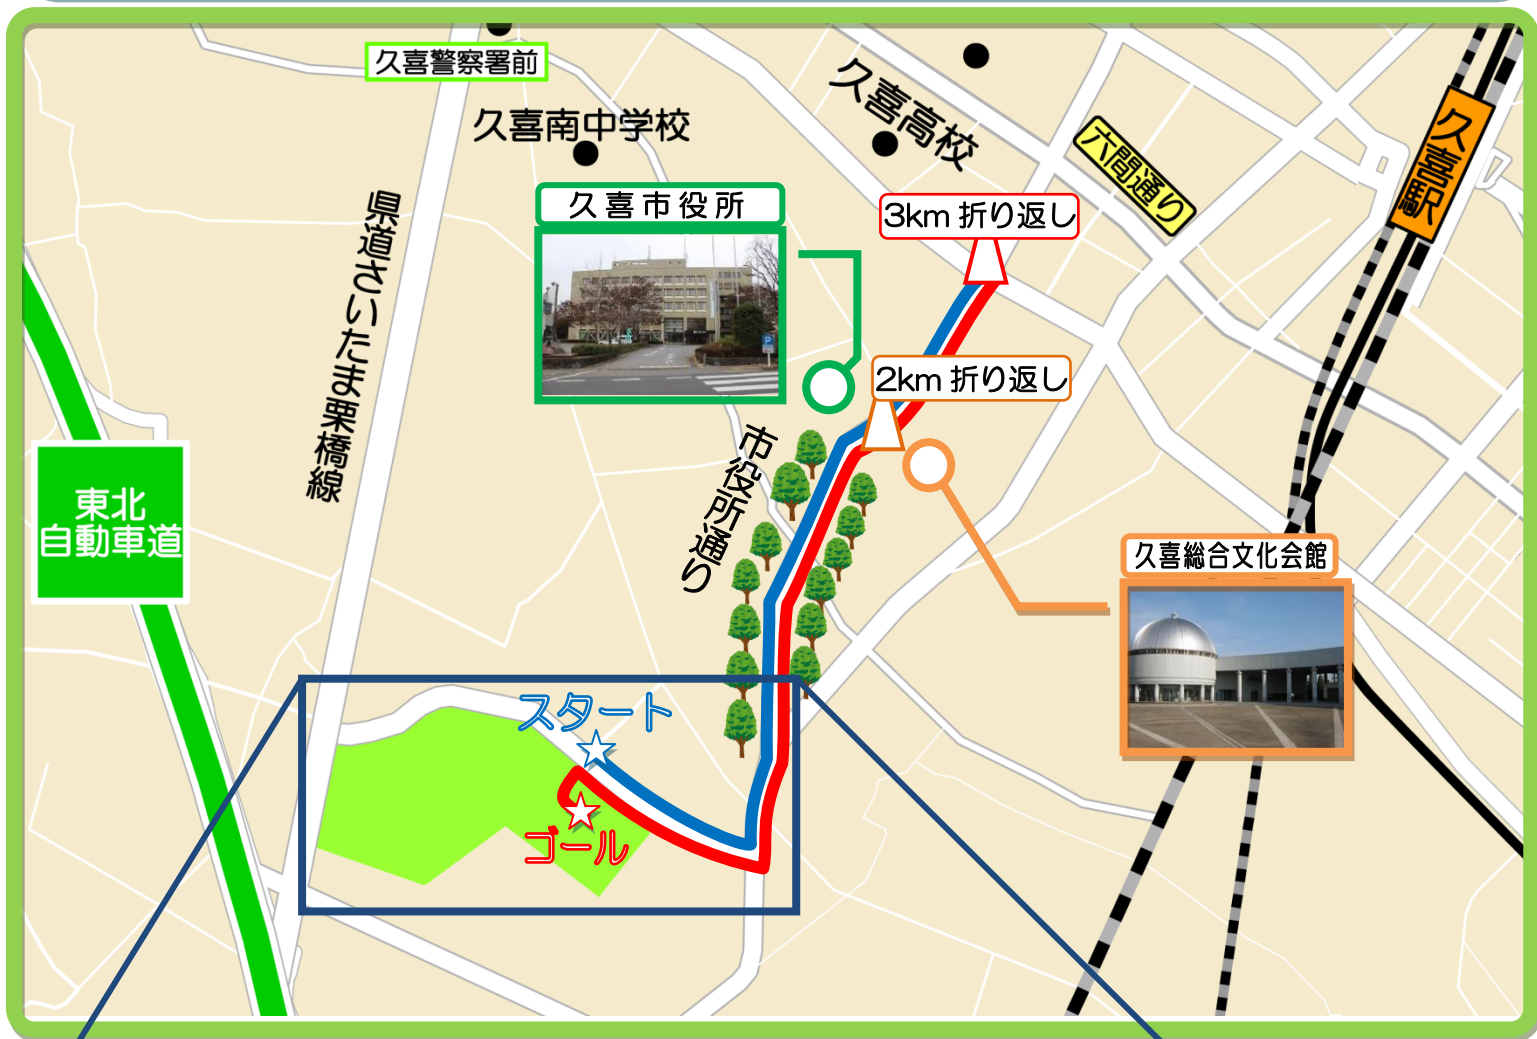 久喜警察署前
久喜南中学校
久喜高校
六間通り
久喜駅
久喜市役所
3km 折り返し
県道さいたま栗橋線
2km 折り返し
市役所通り
東北
自動車道
久喜総合文化会館
P
スタート
ゴール